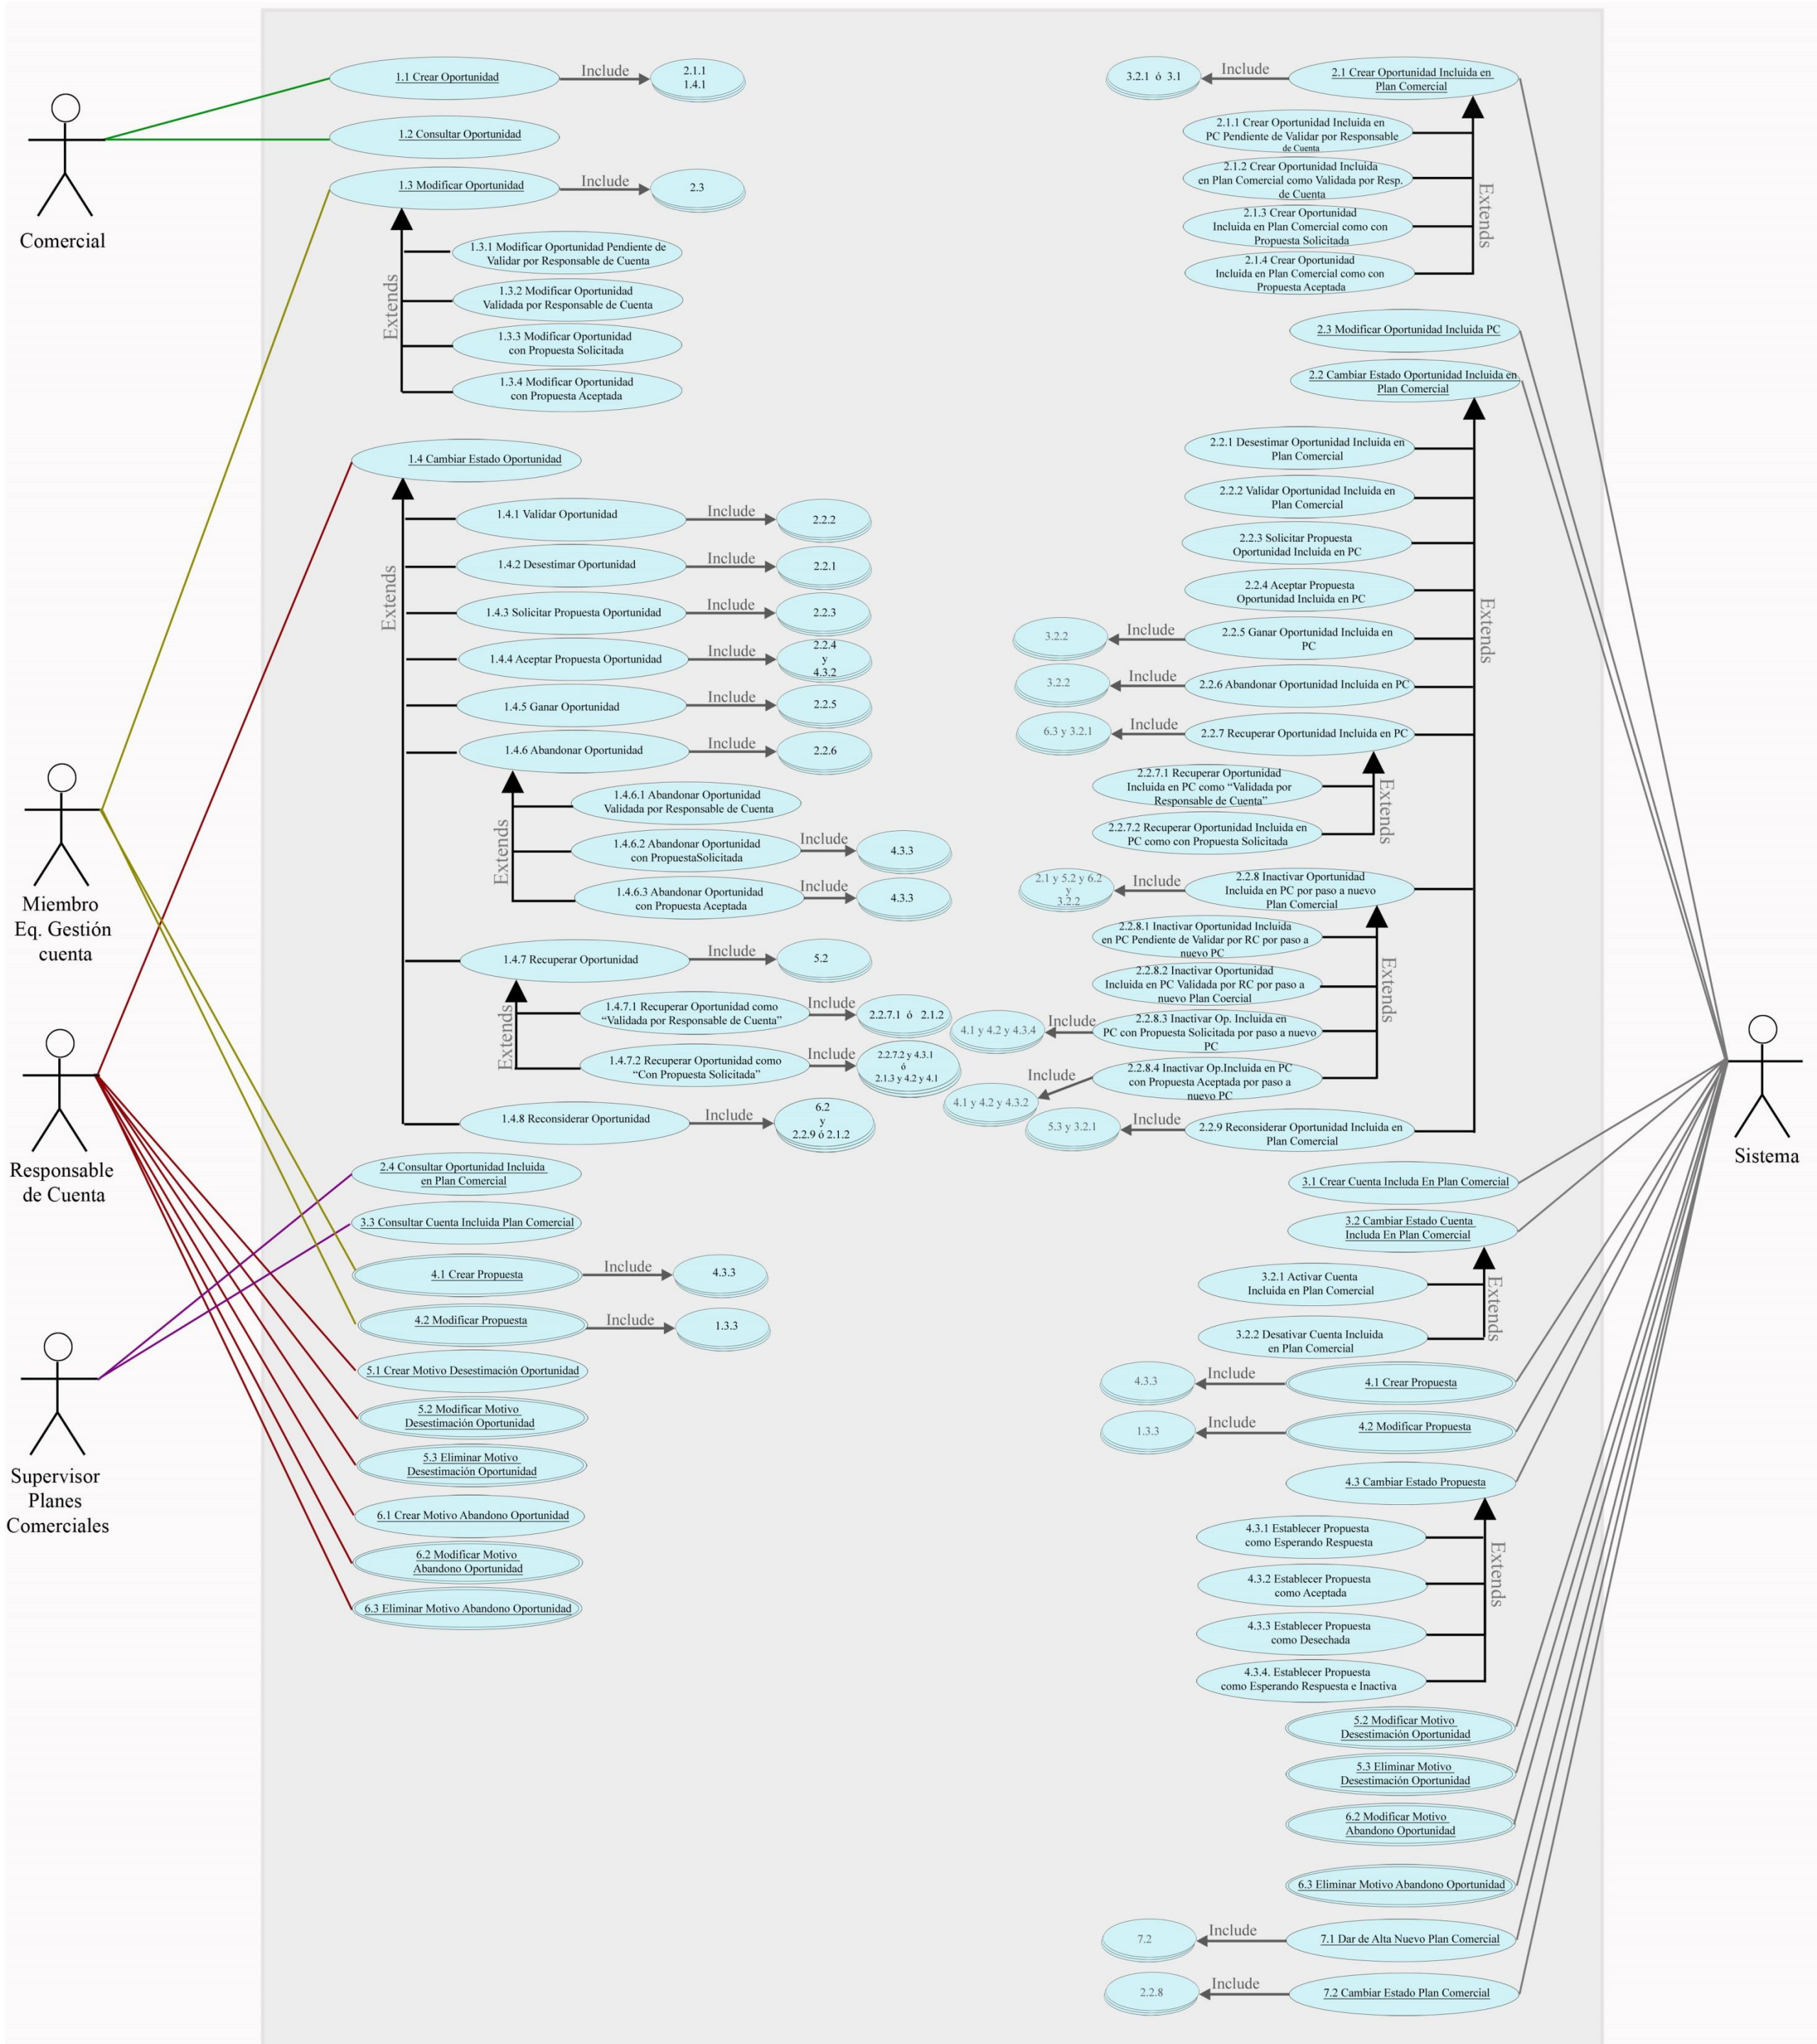 Comercial
Miembro
Eq. Gestión
cuenta
Responsable
de Cuenta
Supervisor
Planes
Comerciales
1.1 Crear Oportunidad
Include
2.1.1
1.4.1
1.2 Consultar Oportunidad
1.3 Modificar Oportunidad
Include
2.3
Extends
1.3.1 Modificar Oportunidad Pendiente de
Validar por Responsable de Cuenta
1.3.2 Modificar Oportunidad
Validada por Responsable de Cuenta
1.3.3 Modificar Oportunidad
con Propuesta Solicitada
1.3.4 Modificar Oportunidad
con Propuesta Aceptada
1.4 Cambiar Estado Oportunidad
Extends
1.4.1 Validar Oportunidad
Include
2.2.2
1.4.2 Desestimar Oportunidad
Include
2.2.1
1.4.3 Solicitar Propuesta Oportunidad
Include
2.2.3
1.4.4 Aceptar Propuesta Oportunidad
Include
2.2.4
y
4.3.2
1.4.5 Ganar Oportunidad
Include
2.2.5
1.4.6 Abandonar Oportunidad
Include
2.2.6
Extends
1.4.6.1 Abandonar Oportunidad
Validada por Responsable de Cuenta
1.4.6.2 Abandonar Oportunidad
con PropuestaSolicitada
Include
4.3.3
1.4.6.3 Abandonar Oportunidad
con Propuesta Aceptada
Include
4.3.3
1.4.7 Recuperar Oportunidad
Include
5.2
Extends
1.4.7.1 Recuperar Oportunidad como
“Validada por Responsable de Cuenta”
Include
2.2.7.1 ó 2.1.2
1.4.7.2 Recuperar Oportunidad como
“Con Propuesta Solicitada”
Include
2.2.7.2 y 4.3.1
ó
2.1.3 y 4.2 y 4.1
1.4.8 Reconsiderar Oportunidad
Include
6.2
y
2.2.9 ó 2.1.2
2.4 Consultar Oportunidad Incluida
en Plan Comercial
3.3 Consultar Cuenta Incluida Plan Comercial
4.1 Crear Propuesta
Include
4.3.3
4.2 Modificar Propuesta
Include
1.3.3
5.1 Crear Motivo Desestimación Oportunidad
5.2 Modificar Motivo
Desestimación Oportunidad
5.3 Eliminar Motivo
Desestimación Oportunidad
6.1 Crear Motivo Abandono Oportunidad
6.2 Modificar Motivo
Abandono Oportunidad
6.3 Eliminar Motivo Abandono Oportunidad
3.2.1 ó 3.1
Include
2.1 Crear Oportunidad Incluida en
Plan Comercial
2.1.1 Crear Oportunidad Incluida en
PC Pendiente de Validar por Responsable
de Cuenta
2.1.2 Crear Oportunidad Incluida
en Plan Comercial como Validada por Resp.
de Cuenta
2.1.3 Crear Oportunidad
Incluida en Plan Comercial como con
Propuesta Solicitada
2.1.4 Crear Oportunidad
Incluida en Plan Comercial como con
Propuesta Aceptada
Extends
2.3 Modificar Oportunidad Incluida PC
2.2 Cambiar Estado Oportunidad Incluida en
Plan Comercial
2.2.1 Desestimar Oportunidad Incluida en
Plan Comercial
2.2.2 Validar Oportunidad Incluida en
Plan Comercial
2.2.3 Solicitar Propuesta
Oportunidad Incluida en PC
2.2.4 Aceptar Propuesta
Oportunidad Incluida en PC
Extends
3.2.2
Include
2.2.5 Ganar Oportunidad Incluida en
PC
3.2.2
Include
2.2.6 Abandonar Oportunidad Incluida en PC
6.3 y 3.2.1
Include
2.2.7 Recuperar Oportunidad Incluida en PC
2.2.7.1 Recuperar Oportunidad
Incluida en PC como “Validada por
Responsable de Cuenta”
2.2.7.2 Recuperar Oportunidad Incluida en
PC como con Propuesta Solicitada
Extends
2.1 y 5.2 y 6.2
y
3.2.2
Include
2.2.8 Inactivar Oportunidad
Incluida en PC por paso a nuevo
Plan Comercial
2.2.8.1 Inactivar Oportunidad Incluida
en PC Pendiente de Validar por RC por paso a
nuevo PC
2.2.8.2 Inactivar Oportunidad
Incluida en PC Validada por RC por paso a
nuevo Plan Coercial
Extends
4.1 y 4.2 y 4.3.4
Include
2.2.8.3 Inactivar Op. Incluida en
PC con Propuesta Solicitada por paso a nuevo
PC
4.1 y 4.2 y 4.3.2
Include
2.2.8.4 Inactivar Op.Incluida en PC
con Propuesta Aceptada por paso a
nuevo PC
5.3 y 3.2.1
Include
2.2.9 Reconsiderar Oportunidad Incluida en
Plan Comercial
3.1 Crear Cuenta Includa En Plan Comercial
3.2 Cambiar Estado Cuenta
Includa En Plan Comercial
3.2.1 Activar Cuenta
Incluida en Plan Comercial
3.2.2 Desativar Cuenta Incluida
en Plan Comercial
Extends
4.3.3
Include
4.1 Crear Propuesta
1.3.3
Include
4.2 Modificar Propuesta
4.3 Cambiar Estado Propuesta
4.3.1 Establecer Propuesta
como Esperando Respuesta
4.3.2 Establecer Propuesta
como Aceptada
4.3.3 Establecer Propuesta
como Desechada
4.3.4. Establecer Propuesta
como Esperando Respuesta e Inactiva
Extends
5.2 Modificar Motivo
Desestimación Oportunidad
5.3 Eliminar Motivo
Desestimación Oportunidad
6.2 Modificar Motivo
Abandono Oportunidad
6.3 Eliminar Motivo Abandono Oportunidad
7.2
Include
7.1 Dar de Alta Nuevo Plan Comercial
2.2.8
Include
7.2 Cambiar Estado Plan Comercial
Sistema